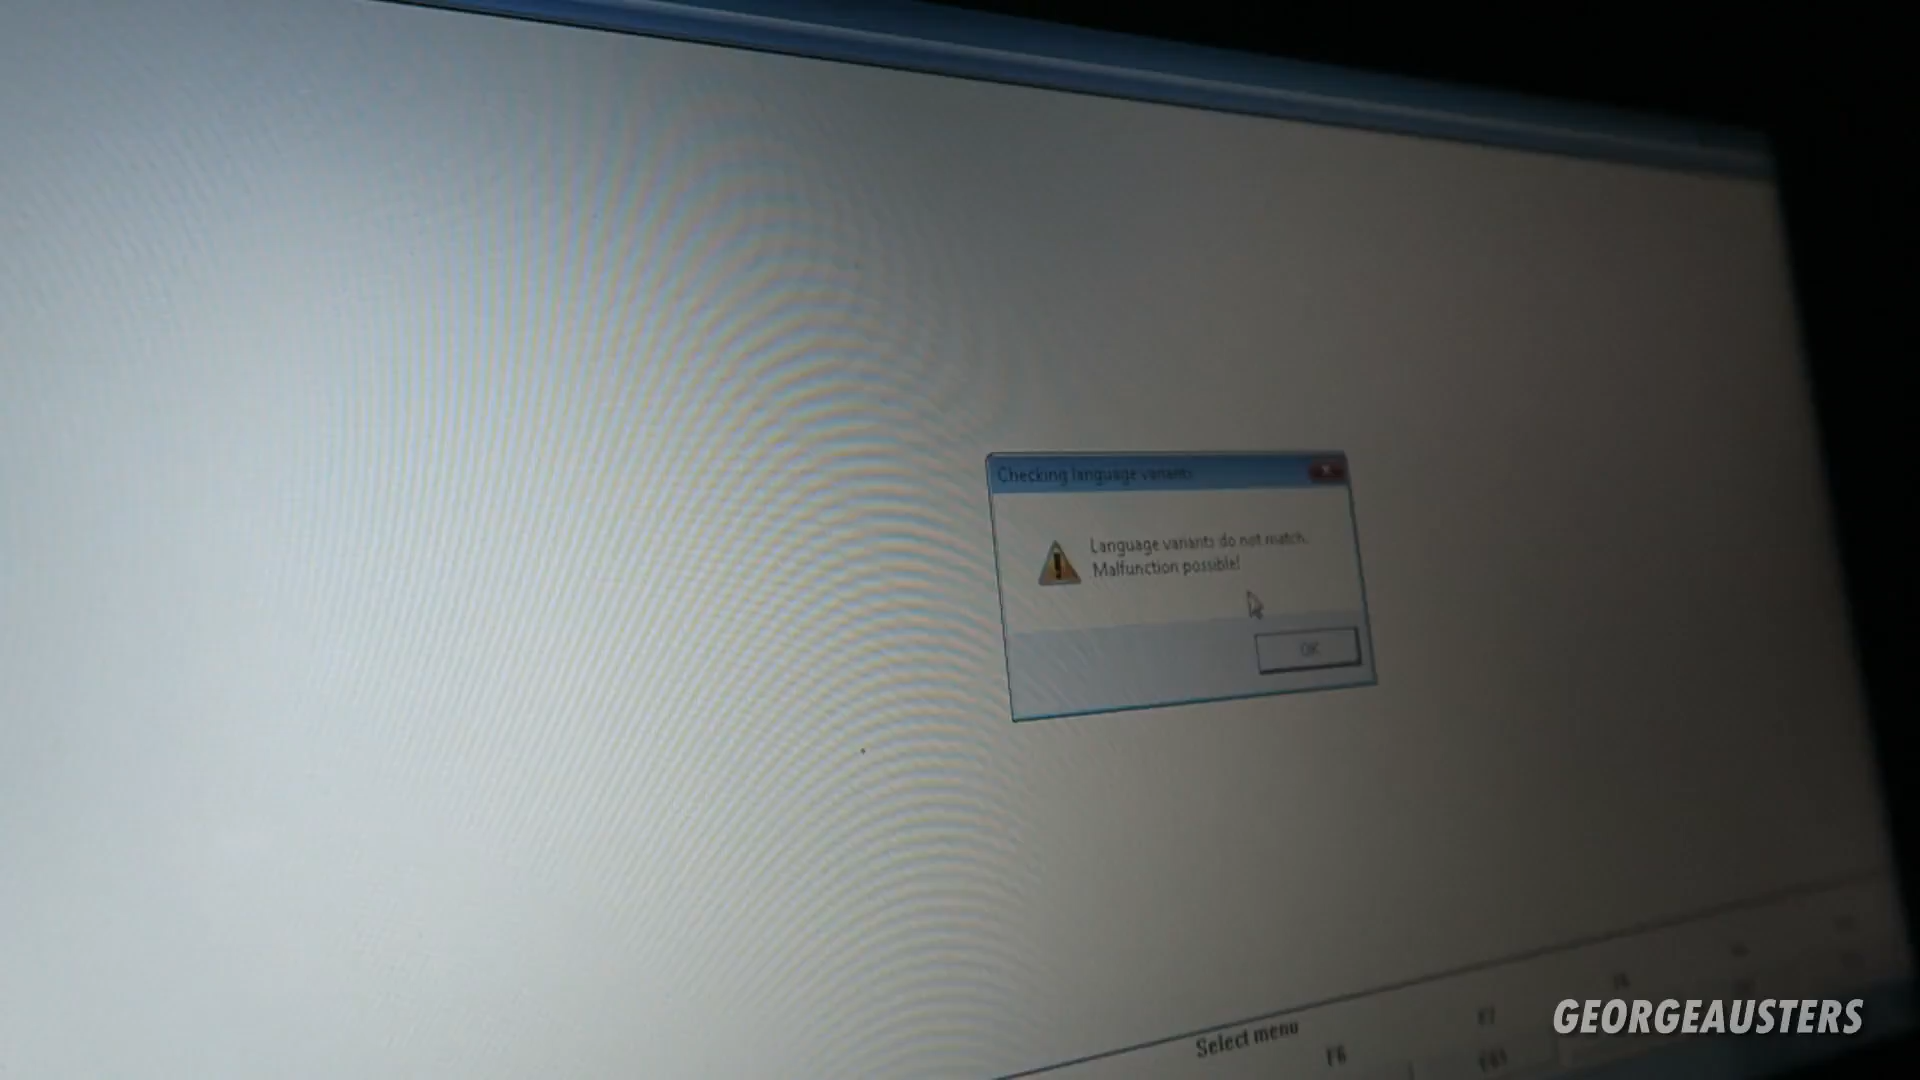 Checking language variants
Language variants do not match.
Malfunction possible!
OK
Select menu
F6
GEORGEAUSTERS